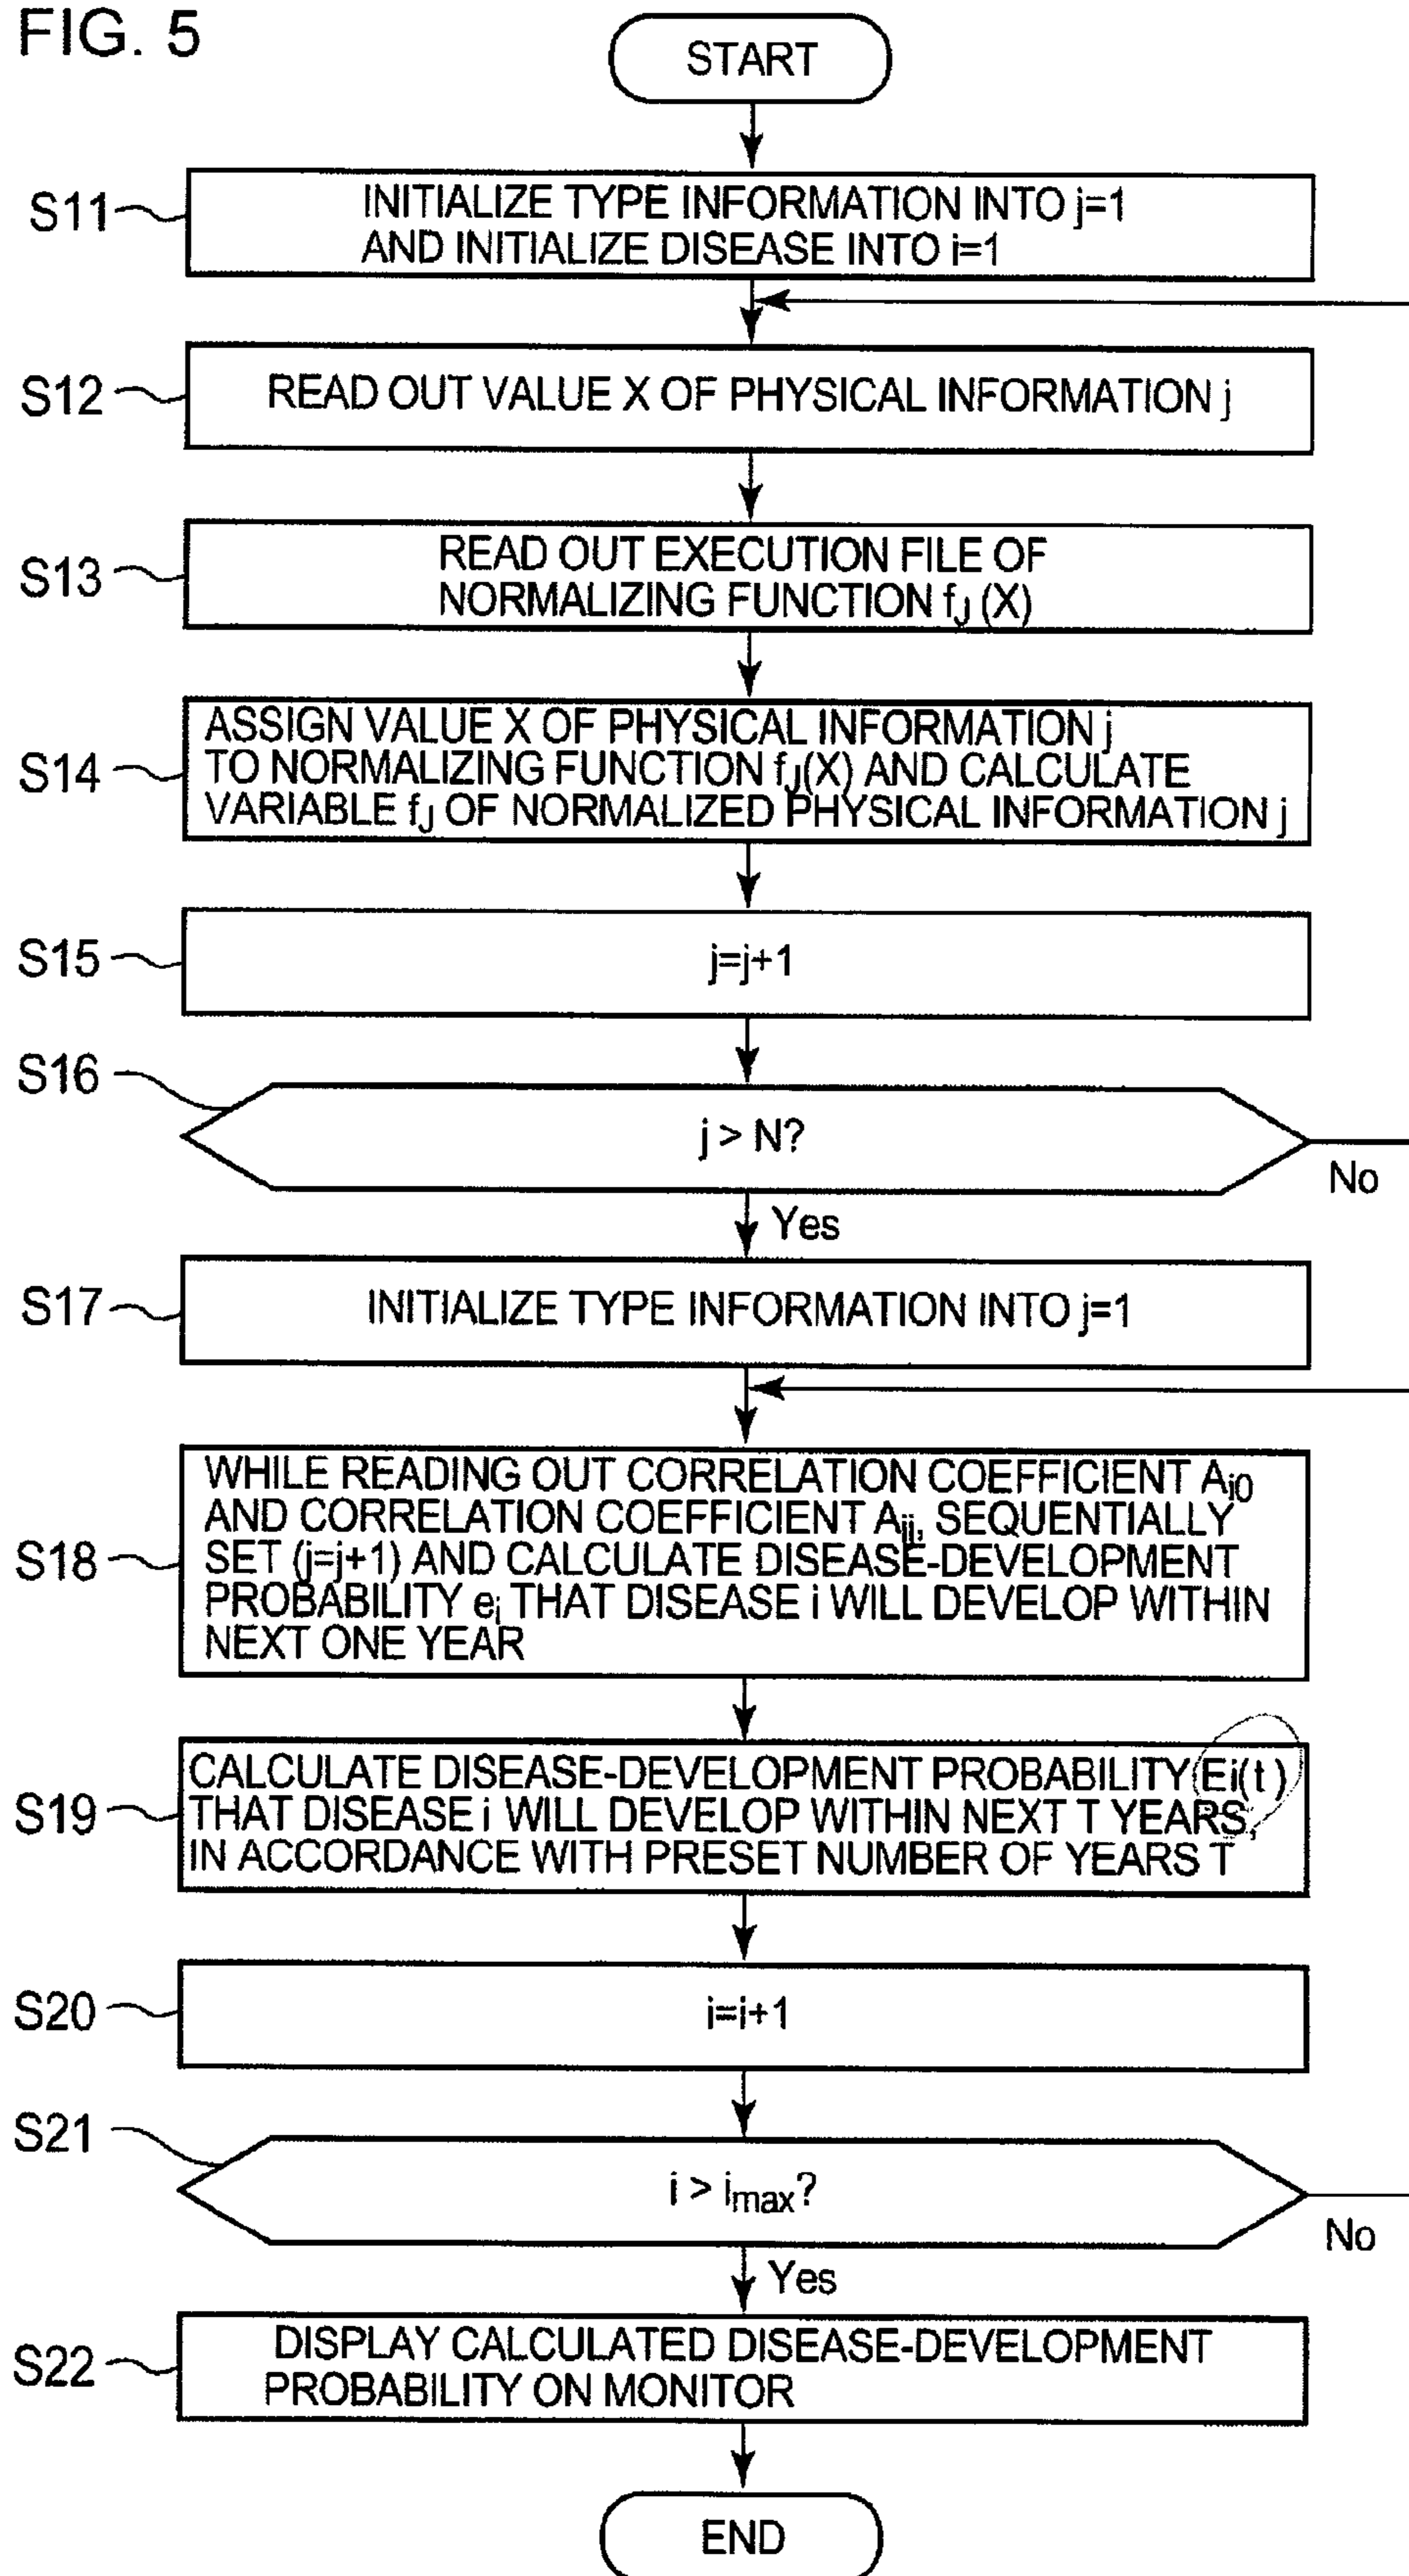 FIG. 5
START
S11
INITIALIZE TYPE INFORMATION INTO j=1
AND INITIALIZE DISEASE INTO i=1
S12
READ OUT VALUE X OF PHYSICAL INFORMATION j
S13
READ OUT EXECUTION FILE OF
NORMALIZING FUNCTION fJ (X)
S14
ASSIGN VALUE X OF PHYSICAL INFORMATION j
TO NORMALIZING FUNCTION fJ(X) AND CALCULATE
VARIABLE fJ OF NORMALIZED PHYSICAL INFORMATION j
S15
j=j+1
S16
j > N?
No
Yes
S17
INITIALIZE TYPE INFORMATION INTO j=1
S18
WHILE READING OUT CORRELATION COEFFICIENT Ai0
AND CORRELATION COEFFICIENT Aij, SEQUENTIALLY
SET (j=j+1) AND CALCULATE DISEASE-DEVELOPMENT
PROBABILITY ei THAT DISEASE i WILL DEVELOP WITHIN
NEXT ONE YEAR
S19
CALCULATE DISEASE-DEVELOPMENT PROBABILITY Ei(t)
THAT DISEASE i WILL DEVELOP WITHIN NEXT T YEARS,
IN ACCORDANCE WITH PRESET NUMBER OF YEARS T
S20
i=i+1
S21
i > imax?
No
Yes
S22
DISPLAY CALCULATED DISEASE-DEVELOPMENT
PROBABILITY ON MONITOR
END